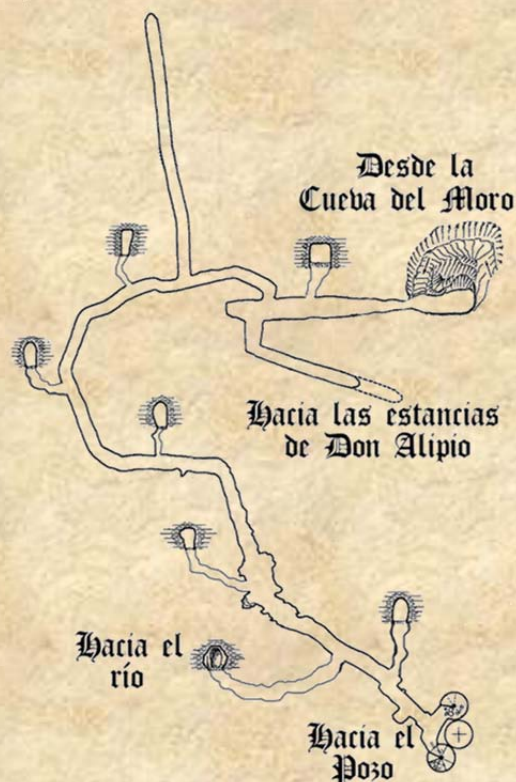 Desde la
Cueva del Moro
Hacia las estancias
de Don Alipio
Hacia el
río
Hacia el
Pozo